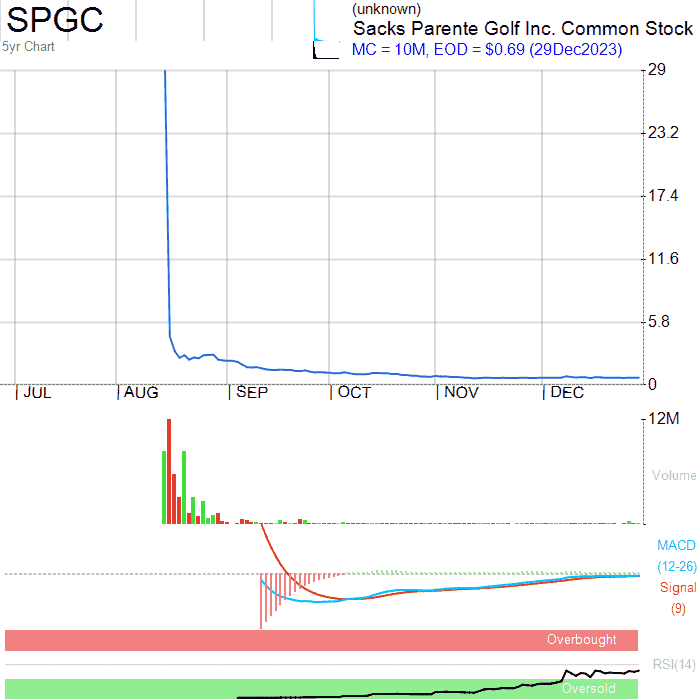 SPGC
5yr Chart
(unknown)
Sacks Parente Golf Inc. Common Stock
MC = 10M, EOD = $0.69 (29Dec2023)
29
23.2
17.4
11.6
5.8
0
JUL AUG SEP OCT NOV DEC
12M
Volume
MACD
(12-26)
Signal
(9)
Overbought
RSI(14)
Oversold